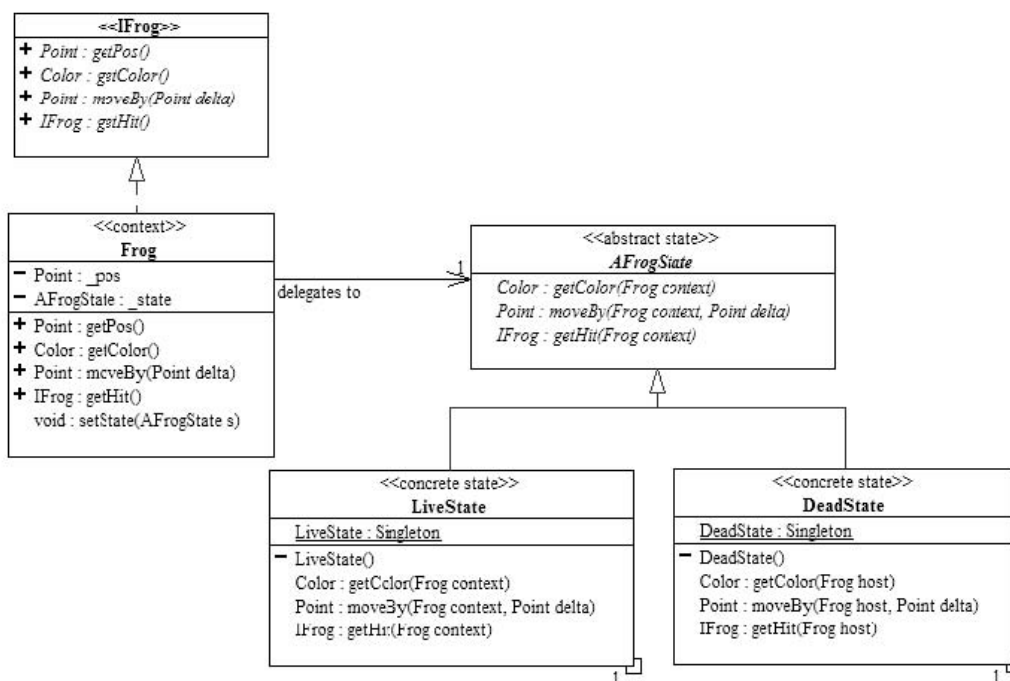 <<IFrog>>
+ Point : getPos()
+ Color : getColor()
+ Point : moveBy(Point delta)
+ IFrog : getHit()
<<context>>
Frog
- Point : _pos
- AFrogState : _state
+ Point : getPos()
+ Color : getColor()
+ Point : moveBy(Point delta)
+ IFrog : getHit()
void : setState(AFrogState s)
delegates to
1
<<abstract state>>
AFrogState
Color : getColor(Frog context)
Point : moveBy(Frog context, Point delta)
IFrog : getHit(Frog context)
<<concrete state>>
LiveState
LiveState : Singleton
- LiveState()
Color : getColor(Frog context)
Point : moveBy(Frog context, Point delta)
IFrog : getHit(Frog context)
1
<<concrete state>>
DeadState
DeadState : Singleton
- DeadState()
Color : getColor(Frog host)
Point : moveBy(Frog host, Point delta)
IFrog : getHit(Frog host)
1